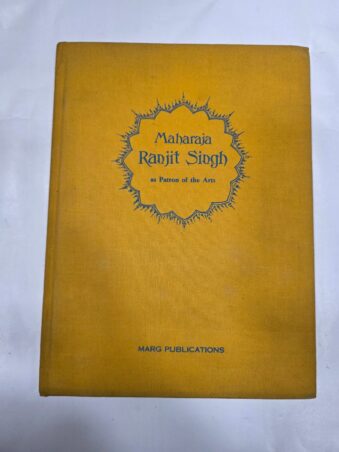 Maharaja
Ranjit Singh
as Patron of the Arts
MARG PUBLICATIONS